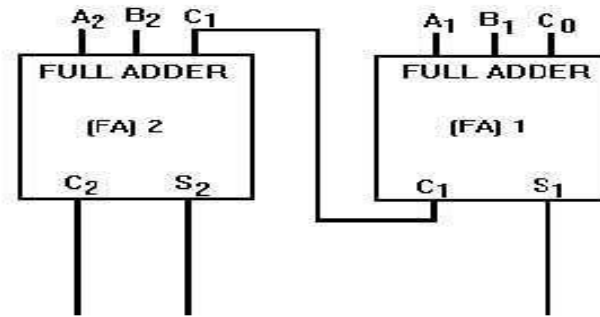 A2 B2 C1 A1 B1 C0
FULL ADDER FULL ADDER
(FA) 2 (FA) 1
C2 S2 C1 S1